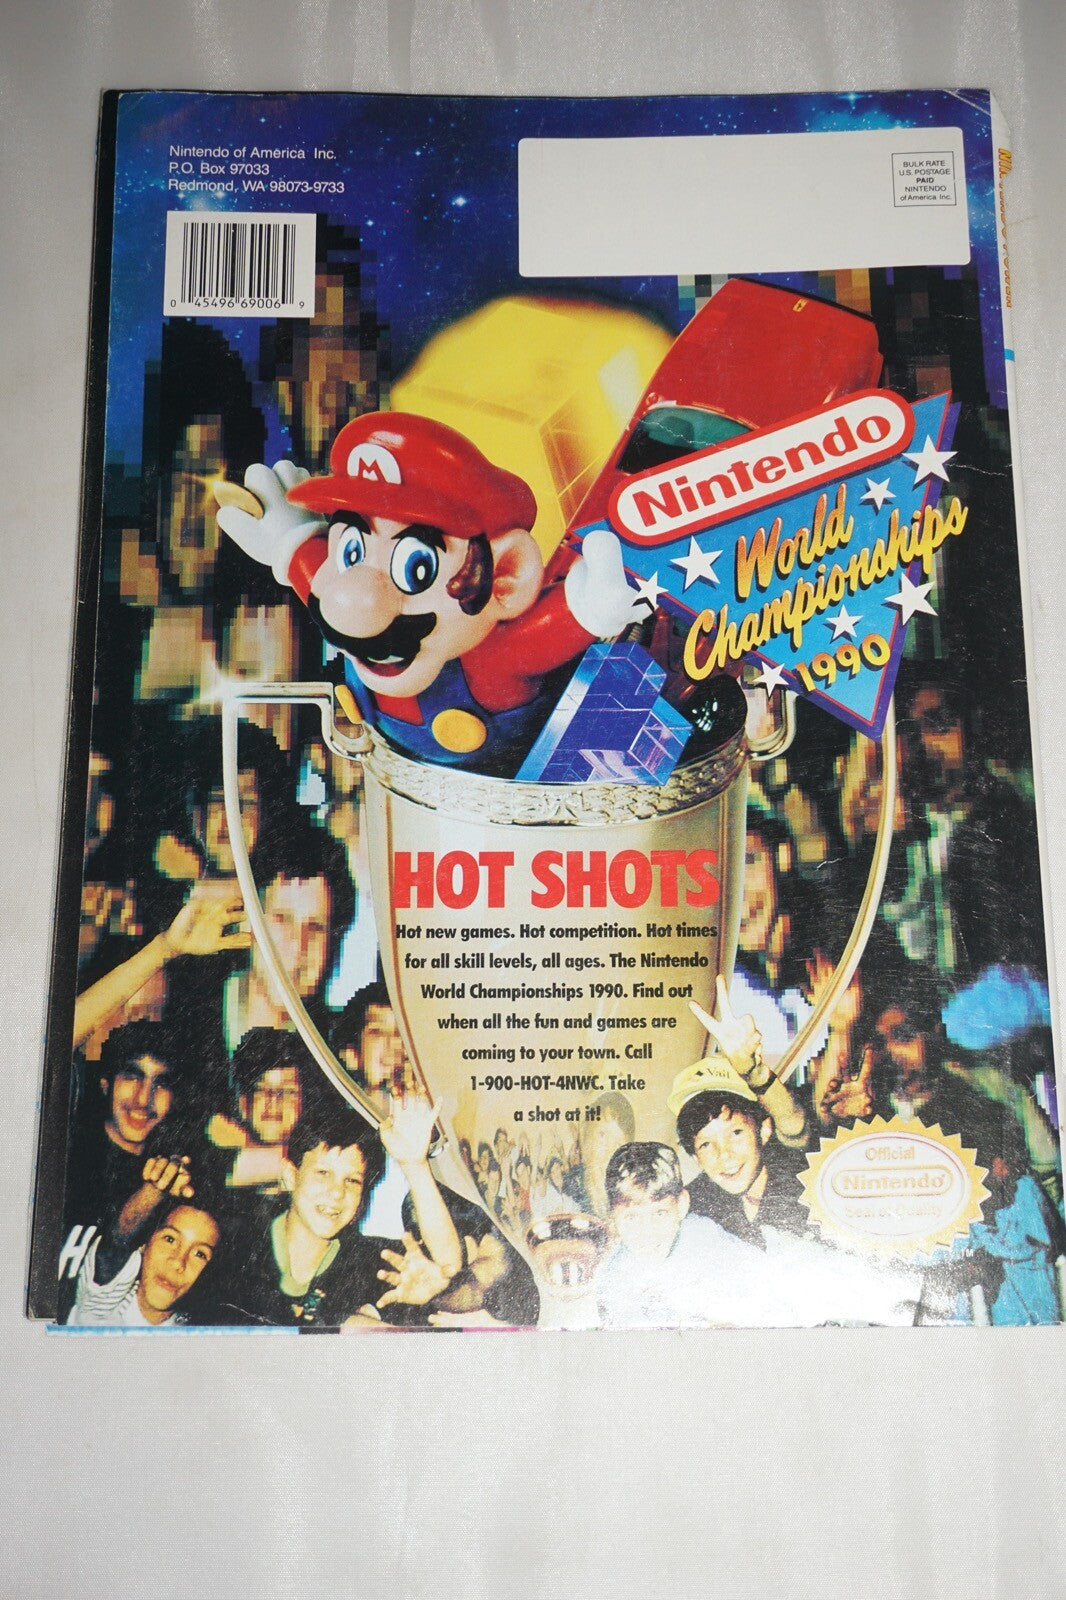 Nintendo of America Inc.
P.O. Box 97033
Redmond, WA 98073-9733
BULK RATE
U.S. POSTAGE
PAID
NINTENDO
of America Inc.
0 45496 69006 9
M
Nintendo
World
Championships
1990
HOT SHOTS
Hot new games. Hot competition. Hot times
for all skill levels, all ages. The Nintendo
World Championships 1990. Find out
when all the fun and games are
coming to your town. Call
1-900-HOT-4NWC. Take
a shot at it!
Vail
Official
Nintendo
Seal of Quality
TM
H